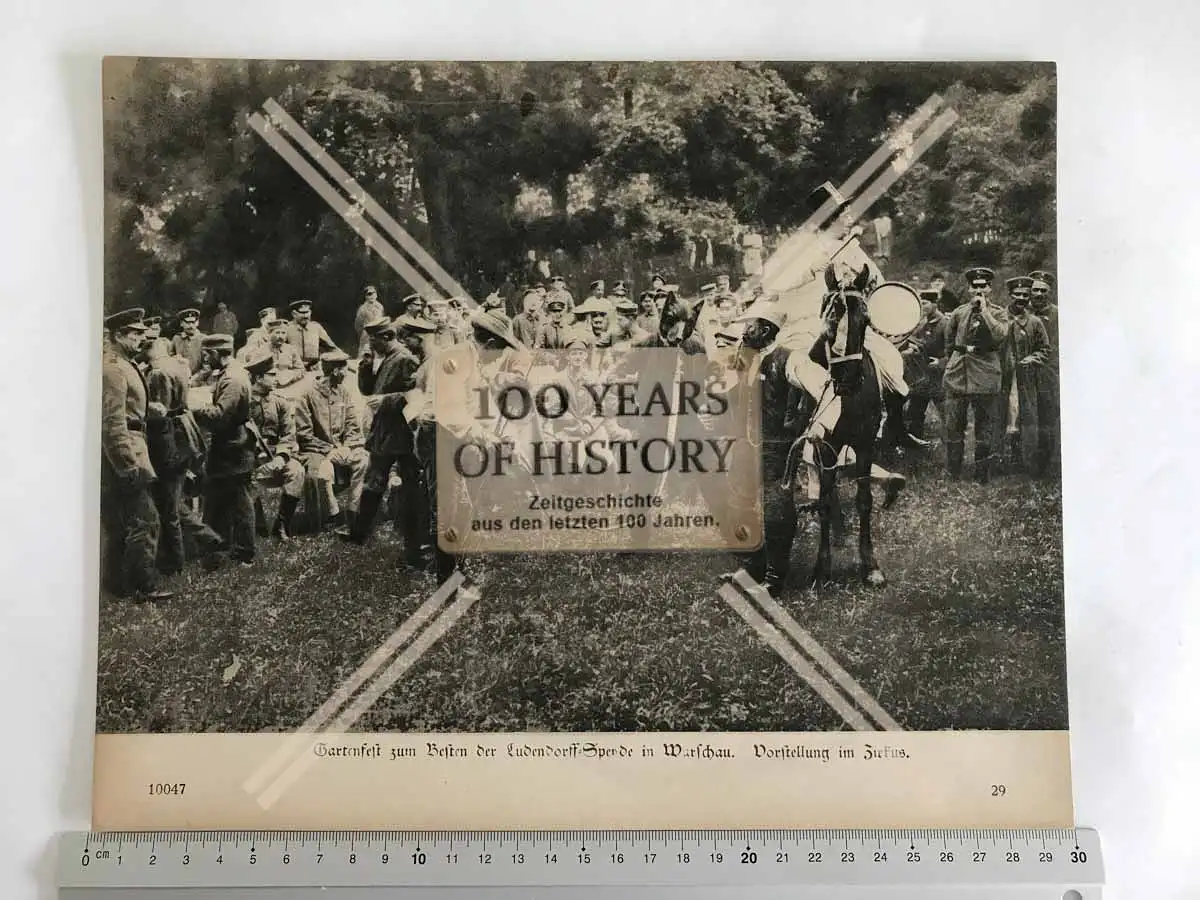 100 YEARS
OF HISTORY
Zeitgeschichte
aus den letzten 100 Jahren.
Gartenfest zum Besten der Ludendorff-Spende in Warschau. Vorstellung im Zirkus.
10047
29
0 cm 1 2 3 4 5 6 7 8 9 10 11 12 13 14 15 16 17 18 19 20 21 22 23 24 25 26 27 28 29 30